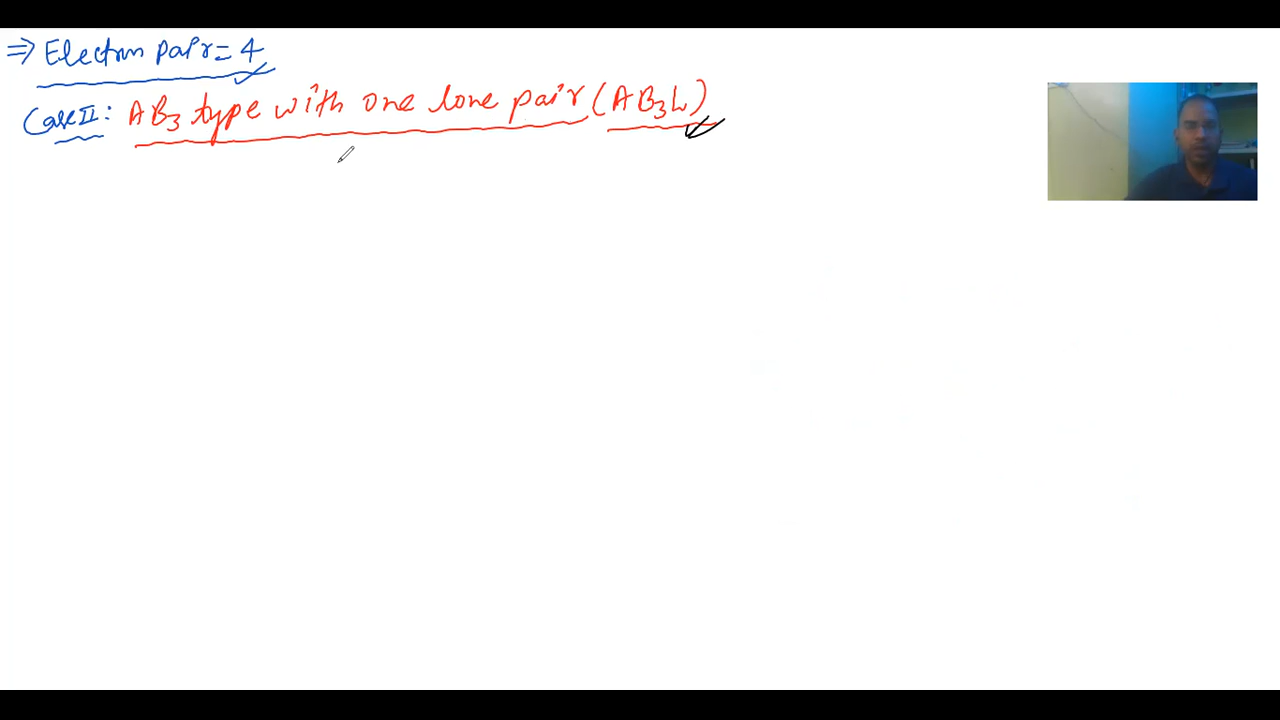 ⇒ Electron pair = 4
Case II: AB₃ type with one lone pair (AB₃L)